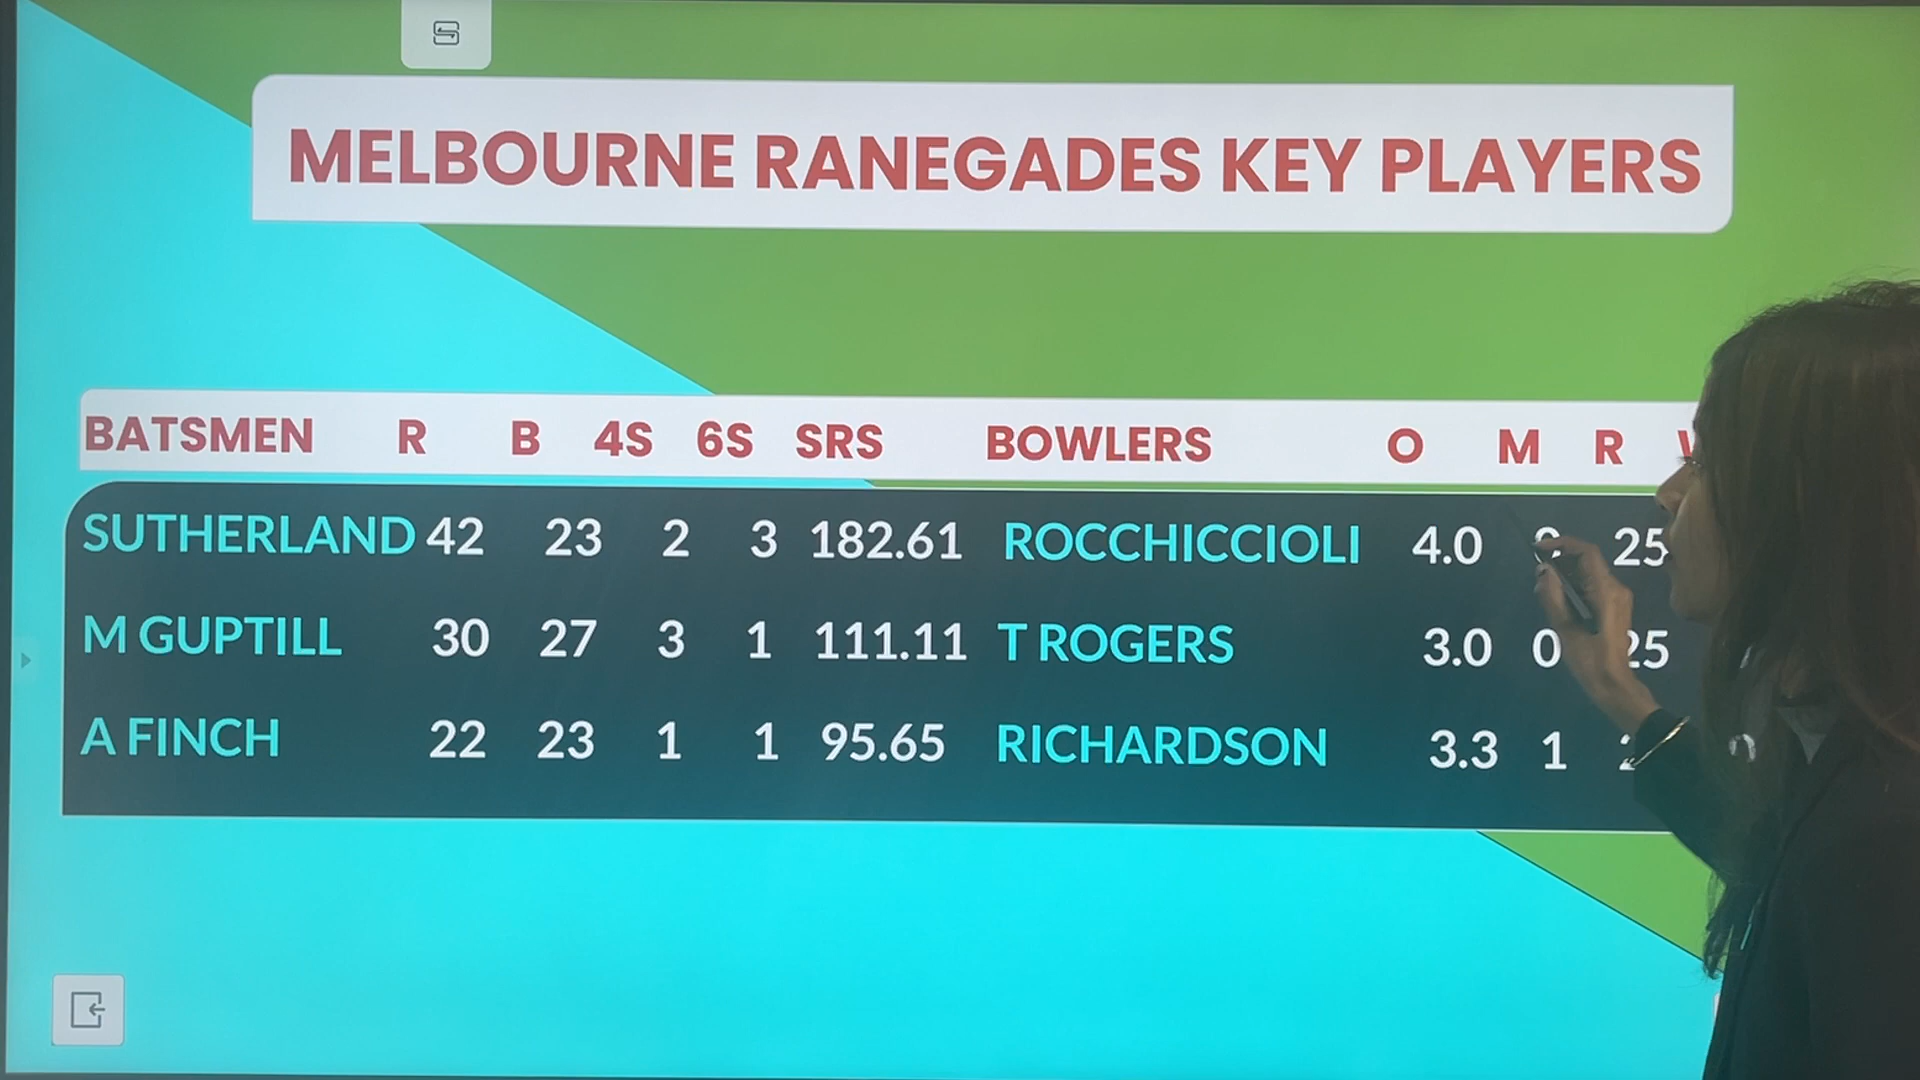 MELBOURNE RANEGADES KEY PLAYERS
BATSMEN R B 4S 6S SRS BOWLERS O M R
SUTHERLAND 42 23 2 3 182.61 ROCCHICCIOLI 4.0 25
M GUPTILL 30 27 3 1 111.11 T ROGERS 3.0 0 25
A FINCH 22 23 1 1 95.65 RICHARDSON 3.3 1